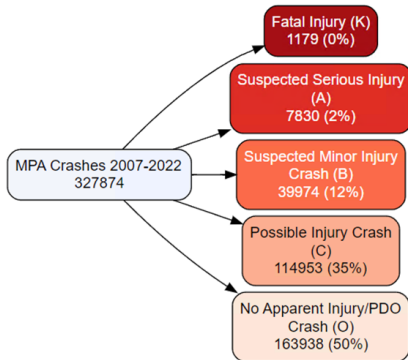 Fatal Injury (K)
1179 (0%)
Suspected Serious Injury
(A)
7830 (2%)
MPA Crashes 2007-2022
327874
Suspected Minor Injury
Crash (B)
39974 (12%)
Possible Injury Crash
(C)
114953 (35%)
No Apparent Injury/PDO
Crash (O)
163938 (50%)